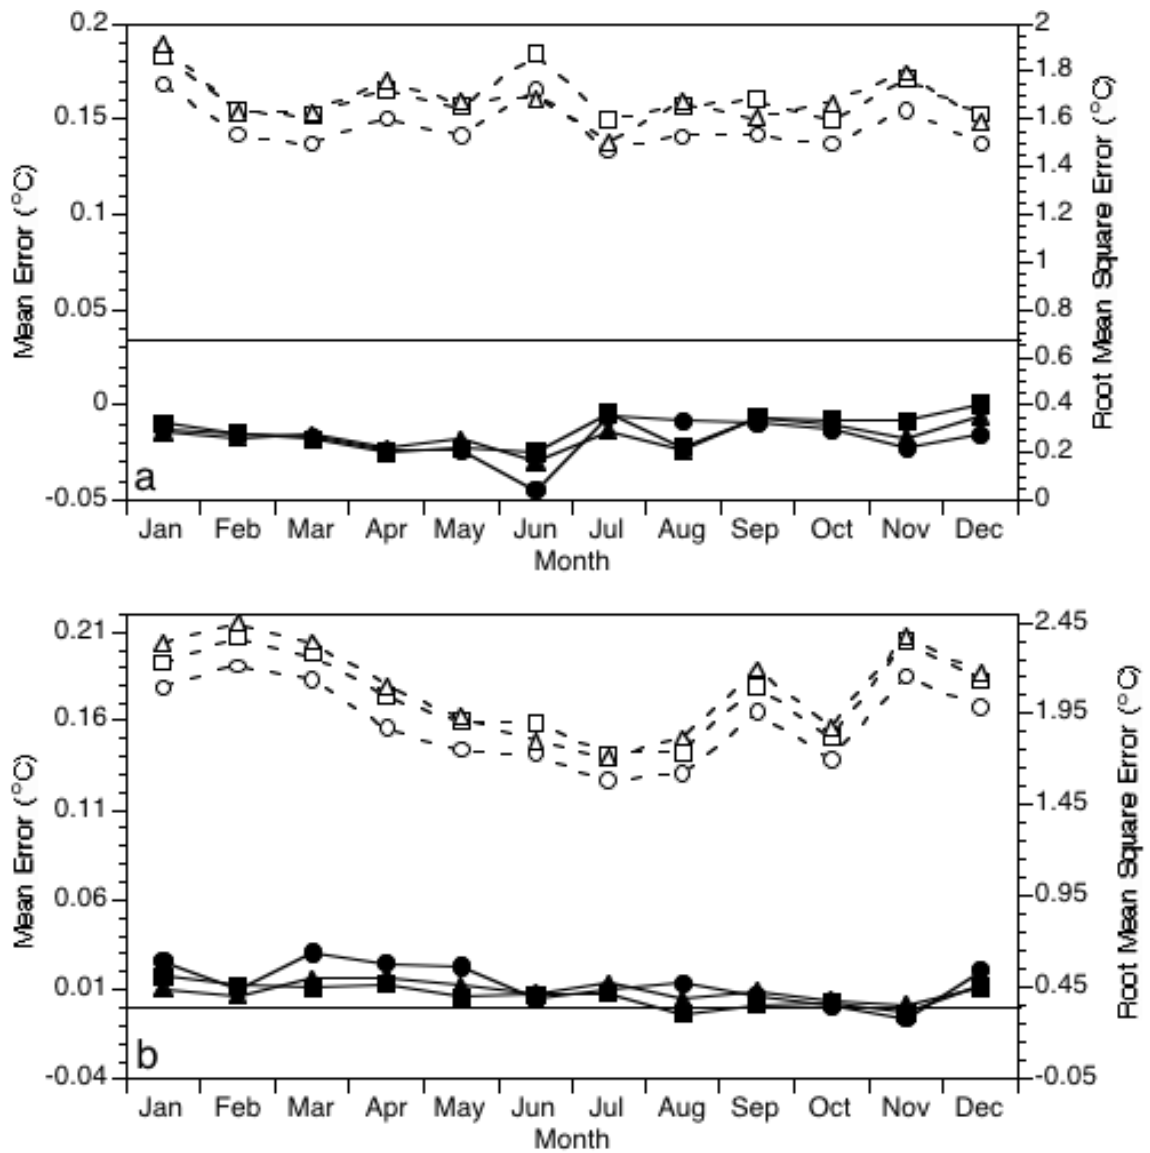 0.2
0.15
0.1
0.05
0
-0.05
Mean Error (°C)
2
1.8
1.6
1.4
1.2
1
0.8
0.6
0.4
0.2
0
Root Mean Square Error (°C)
a
Jan Feb Mar Apr May Jun Jul Aug Sep Oct Nov Dec
Month
0.21
0.16
0.11
0.06
0.01
-0.04
Mean Error (°C)
2.45
1.95
1.45
0.95
0.45
-0.05
Root Mean Square Error (°C)
b
Jan Feb Mar Apr May Jun Jul Aug Sep Oct Nov Dec
Month